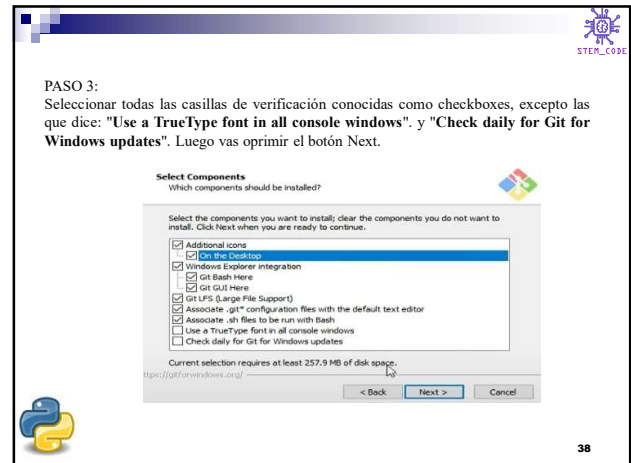 STEM_CODE
PASO 3:
Seleccionar todas las casillas de verificación conocidas como checkboxes, excepto las
que dice: "Use a TrueType font in all console windows". y "Check daily for Git for
Windows updates". Luego vas oprimir el botón Next.
Select Components
Which components should be installed?
Select the components you want to install; clear the components you do not want to
install. Click Next when you are ready to continue.
Additional icons
On the Desktop
Windows Explorer integration
Git Bash Here
Git GUI Here
Git LFS (Large File Support)
Associate .git* configuration files with the default text editor
Associate .sh files to be run with Bash
Use a TrueType font in all console windows
Check daily for Git for Windows updates
Current selection requires at least 257.9 MB of disk space.
ttps://gitforwindows.org/
< Back Next > Cancel
38